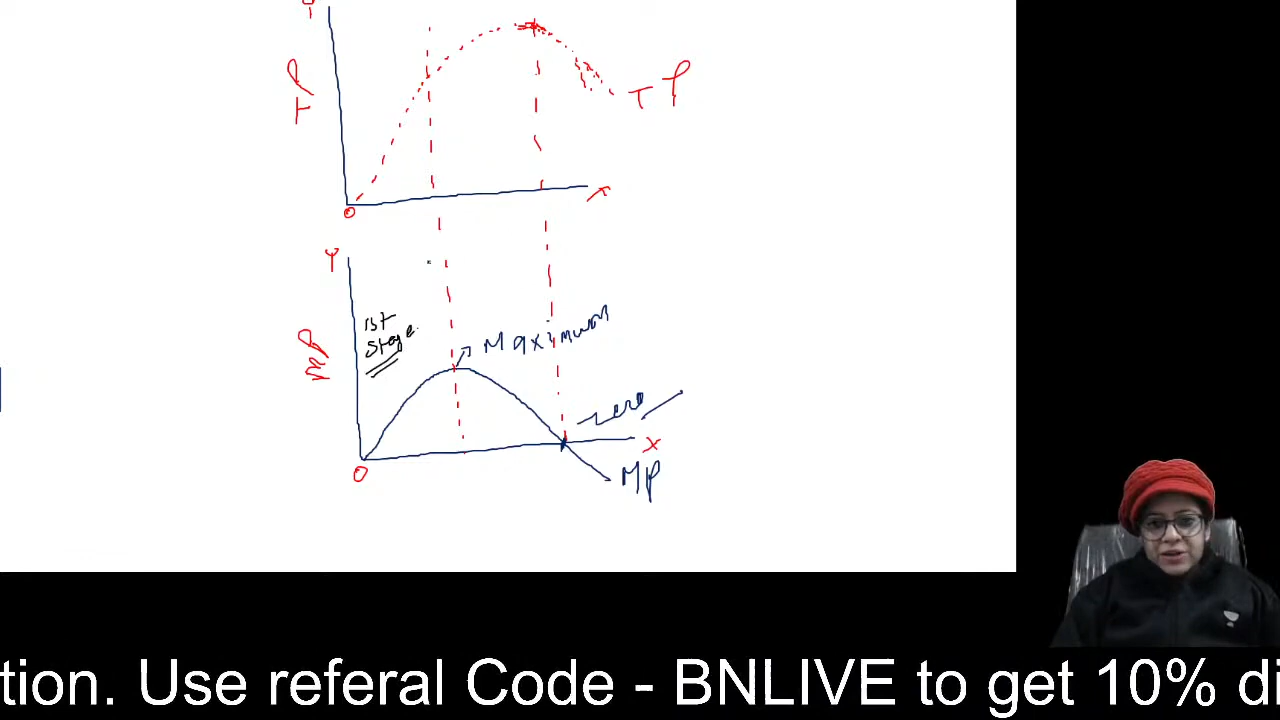 Y
TP
TP
O
X
Y
1st
stage
Maximum
MP
zero
X
O
MP
tion. Use referal Code - BNLIVE to get 10% di